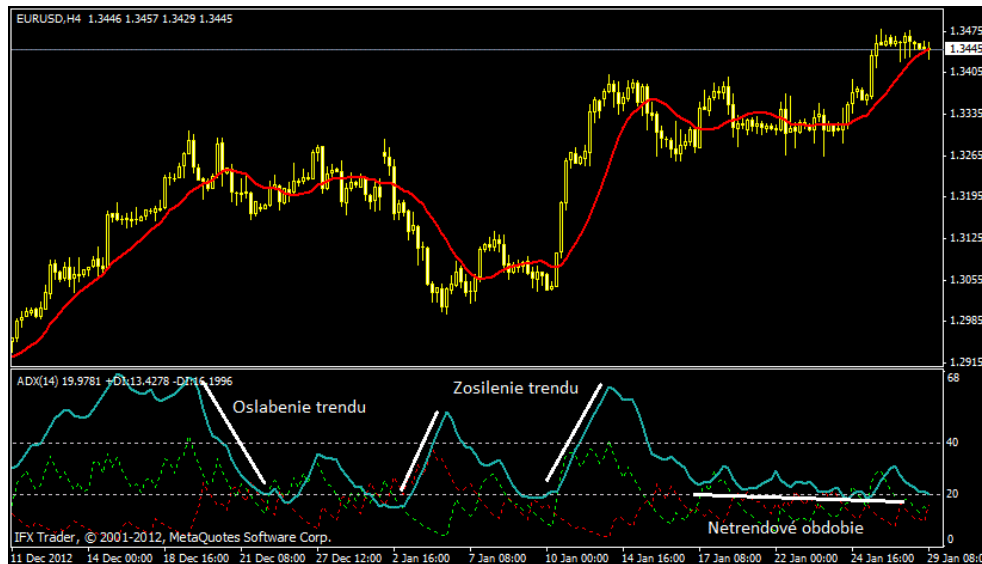 EURUSD,H4 1.3446 1.3457 1.3429 1.3445
1.3475
1.3445
1.3405
1.3335
1.3265
1.3195
1.3125
1.3055
1.2985
1.2915
ADX(14) 19.9781 +DI:13.4278 -DI:16.1996
68
Zosilenie trendu
Oslabenie trendu
40
20
Netrendové obdobie
IFX Trader, © 2001-2012, MetaQuotes Software Corp.
0
11 Dec 2012 14 Dec 00:00 18 Dec 16:00 21 Dec 08:00 27 Dec 12:00 2 Jan 16:00 7 Jan 08:00 10 Jan 00:00 14 Jan 16:00 17 Jan 08:00 22 Jan 00:00 24 Jan 16:00 29 Jan 08:00